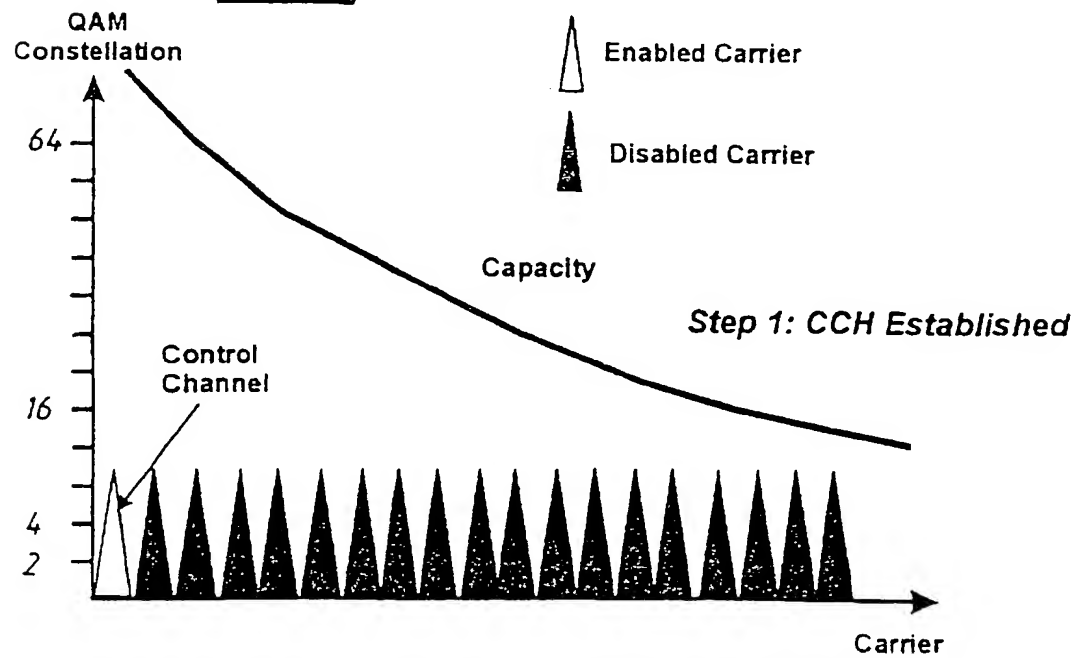 QAM
Constellation
Enabled Carrier
Disabled Carrier
64
Capacity
Step 1: CCH Established
Control
Channel
16
4
2
Carrier